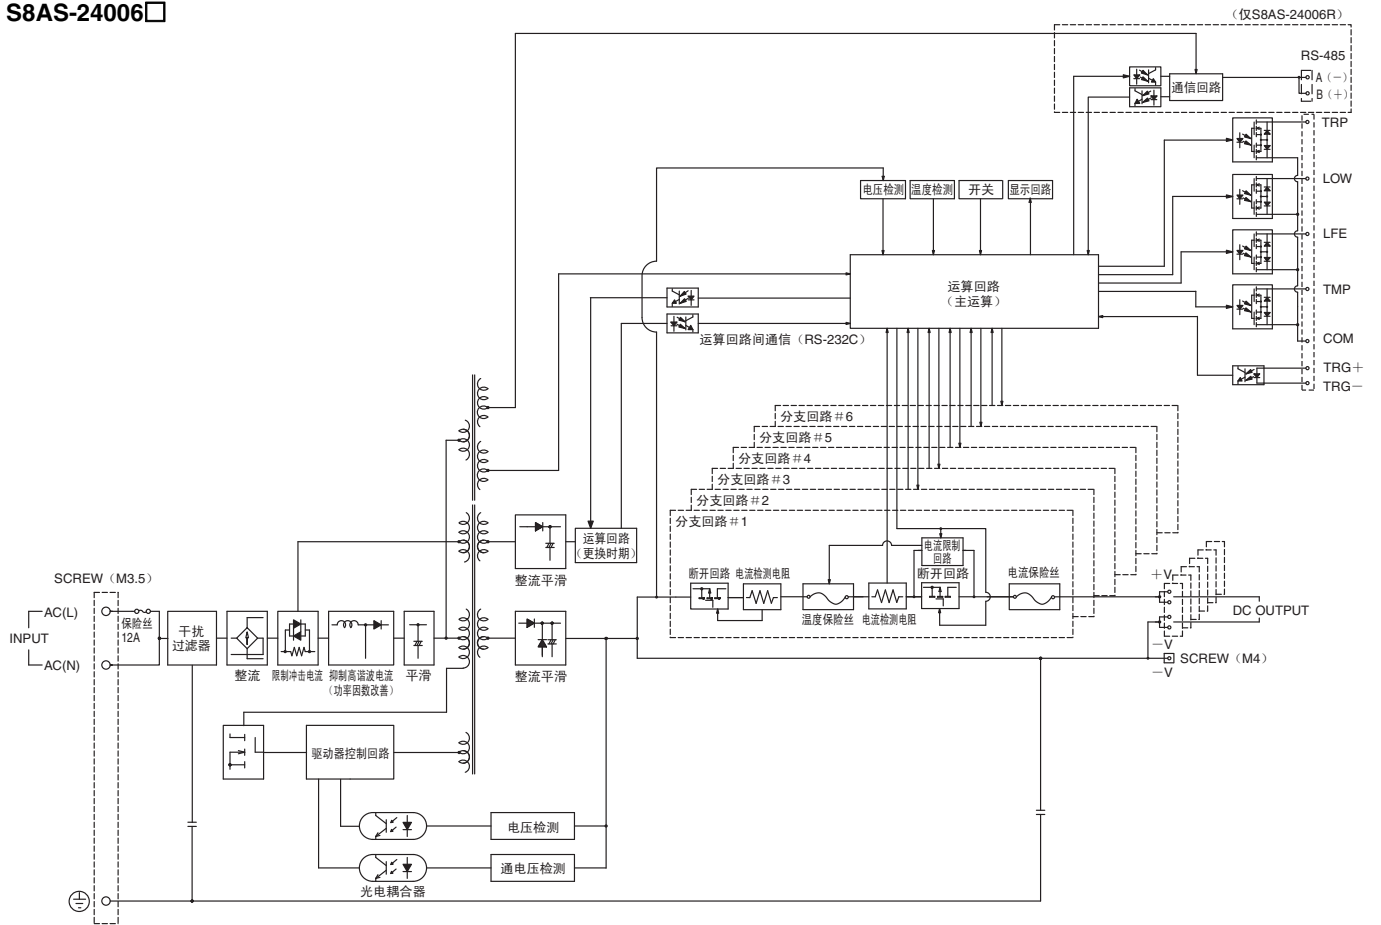 S8AS-24006□
（仅S8AS-24006R）
RS-485
A（－）
B（＋）
通信回路
TRP
LOW
LFE
TMP
COM
TRG＋
TRG－
电压检测
温度检测
开关
显示回路
运算回路
（主运算）
运算回路间通信（RS-232C）
分支回路＃6
分支回路＃5
分支回路＃4
分支回路＃3
分支回路＃2
分支回路＃1
运算回路
（更换时期）
整流平滑
电流限制
回路
断开回路
电流检测电阻
温度保险丝
电流检测电阻
断开回路
电流保险丝
＋V
DC OUTPUT
－V
SCREW（M4）
－V
SCREW（M3.5）
AC(L)
INPUT
AC(N)
保险丝
12A
干扰
过滤器
整流
限制冲击电流
抑制高谐波电流
（功率因数改善）
平滑
整流平滑
驱动器控制回路
电压检测
通电压检测
光电耦合器